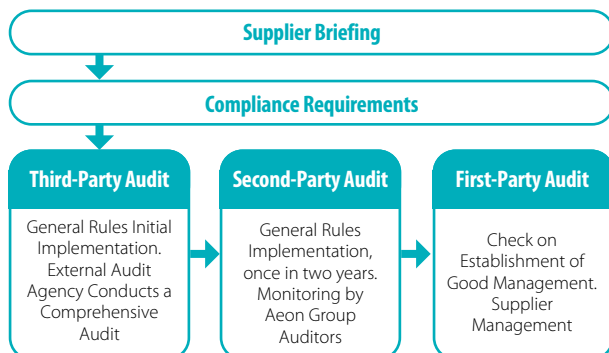 Supplier Briefing
Compliance Requirements
Third-Party Audit
General Rules Initial
Implementation.
External Audit
Agency Conducts a
Comprehensive
Audit
Second-Party Audit
General Rules
Implementation,
once in two years.
Monitoring by
Aeon Group
Auditors
First-Party Audit
Check on
Establishment of
Good Management.
Supplier
Management